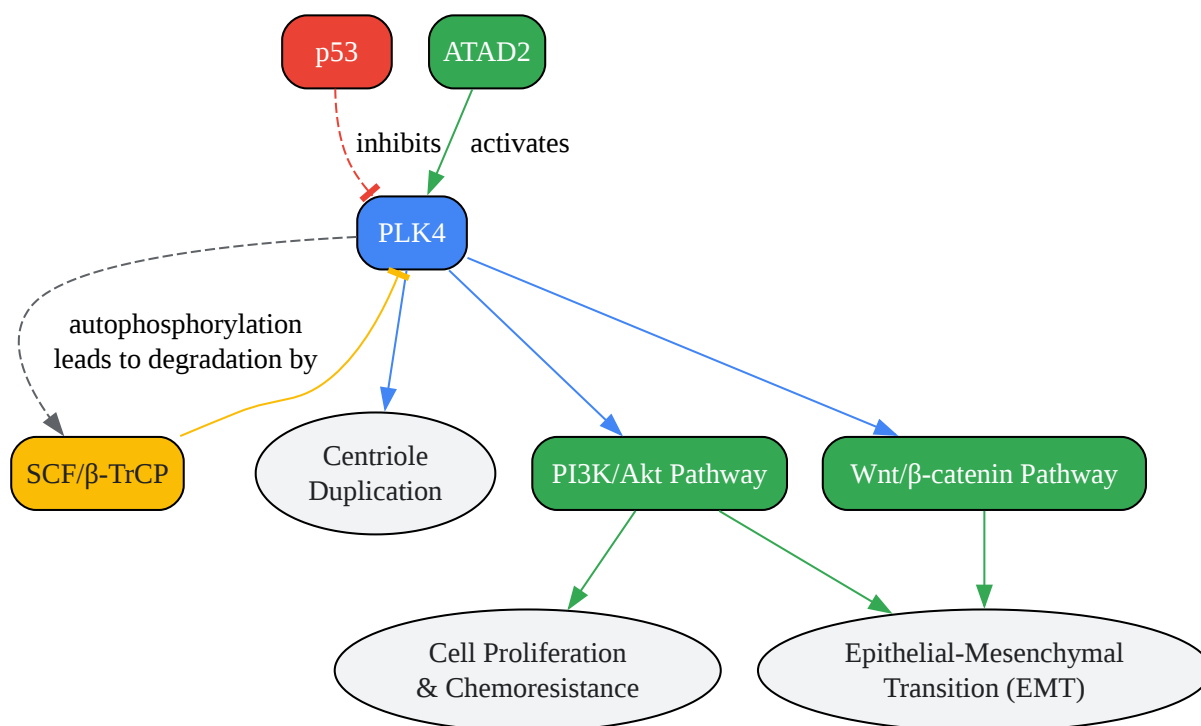 p53
ATAD2
inhibits
activates
PLK4
autophosphorylation
leads to degradation by
SCF/β-TrCP
Centriole
Duplication
PI3K/Akt Pathway
Wnt/β-catenin Pathway
Cell Proliferation
& Chemoresistance
Epithelial-Mesenchymal
Transition (EMT)